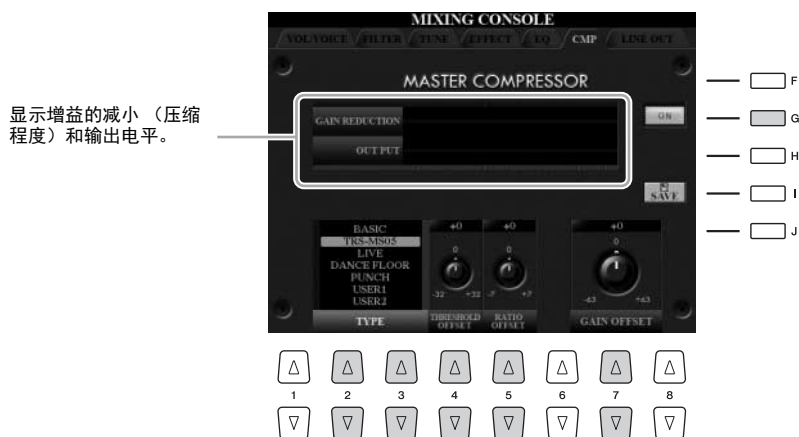 MIXING CONSOLE
VOL/VOICE FILTER TUNE EFFECT EQ CMP LINE OUT
MASTER COMPRESSOR
显示增益的减小 （压缩
程度）和输出电平。
GAIN REDUCTION
OUT PUT
ON
SAVE
F
G
H
I
J
BASIC
TRS-MS05
LIVE
DANCE FLOOR
PUNCH
USER1
USER2
TYPE
+0
0
-32 +32
THRESHOLD
OFFSET
+0
0
-7 +7
RATIO
OFFSET
+0
0
-63 +63
GAIN OFFSET
1 2 3 4 5 6 7 8